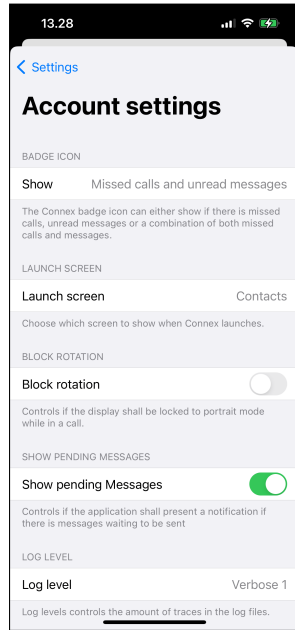 13.28
Settings
Account settings
BADGE ICON
Show Missed calls and unread messages
The Connex badge icon can either show if there is missed
calls, unread messages or a combination of both missed
calls and messages.
LAUNCH SCREEN
Launch screen Contacts
Choose which screen to show when Connex launches.
BLOCK ROTATION
Block rotation
Controls if the display shall be locked to portrait mode
while in a call.
SHOW PENDING MESSAGES
Show pending Messages
Controls if the application shall present a notification if
there is messages waiting to be sent
LOG LEVEL
Log level Verbose 1
Log levels controls the amount of traces in the log files.